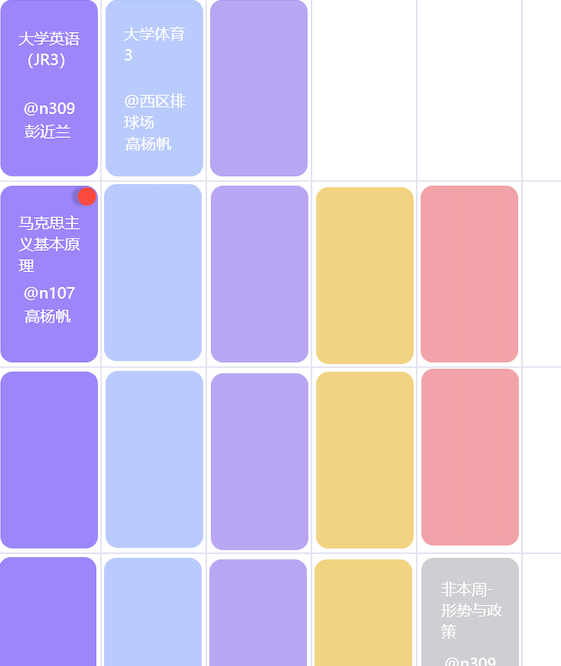 大学英语
(JR3)
@n309
彭近兰
大学体育
3
@西区排
球场
高杨帆
马克思主
义基本原
理
@n107
高杨帆
非本周-
形势与政
策
@n309